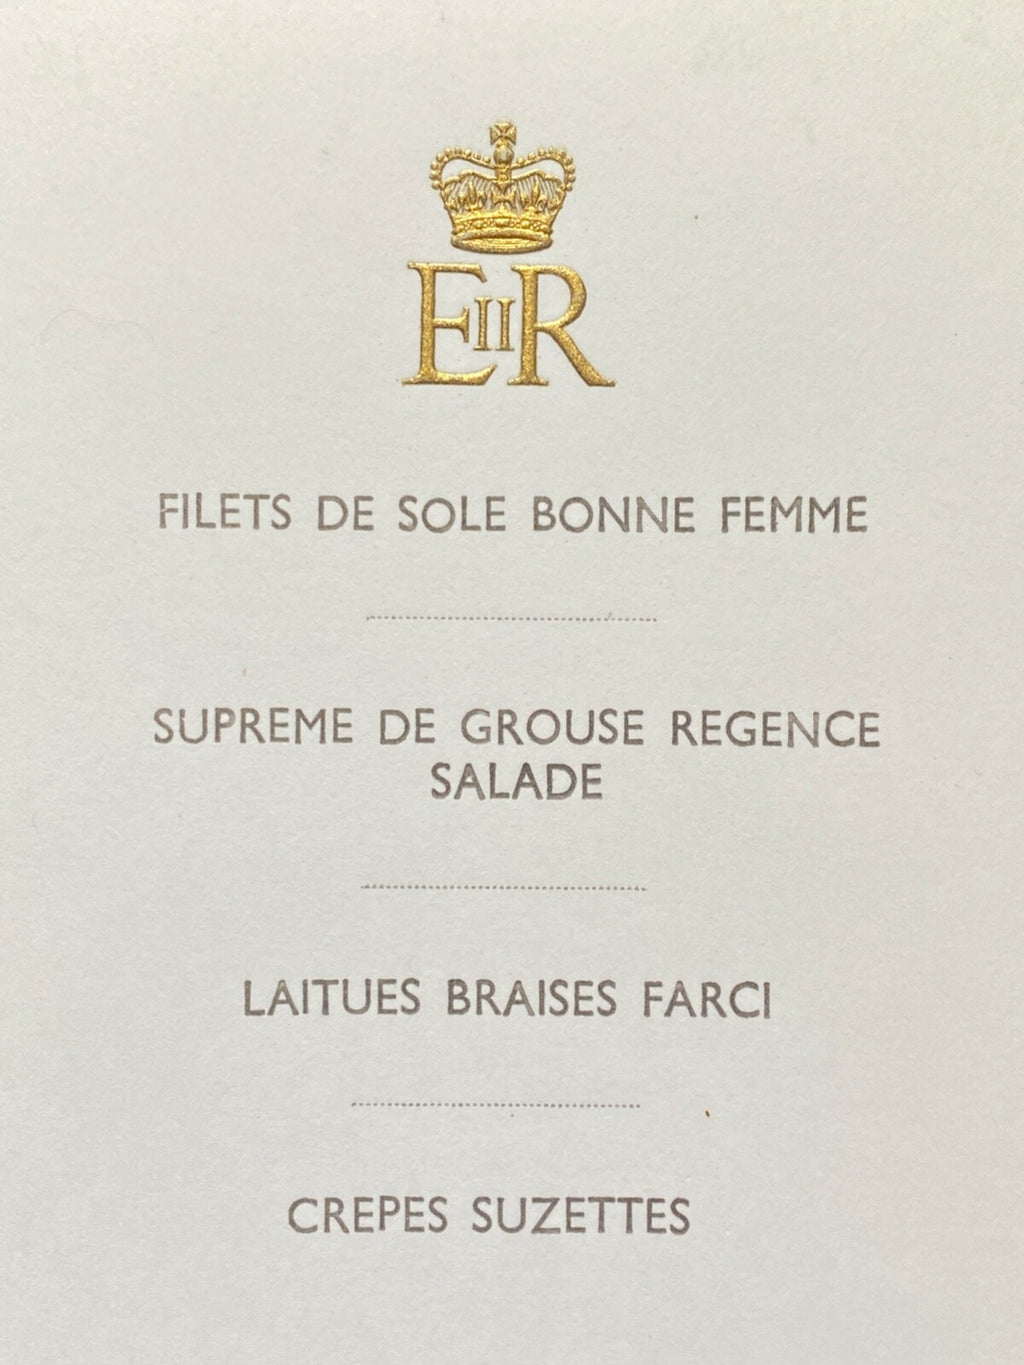 EIIR
FILETS DE SOLE BONNE FEMME
SUPREME DE GROUSE REGENCE
SALADE
LAITUES BRAISES FARCI
CREPES SUZETTES